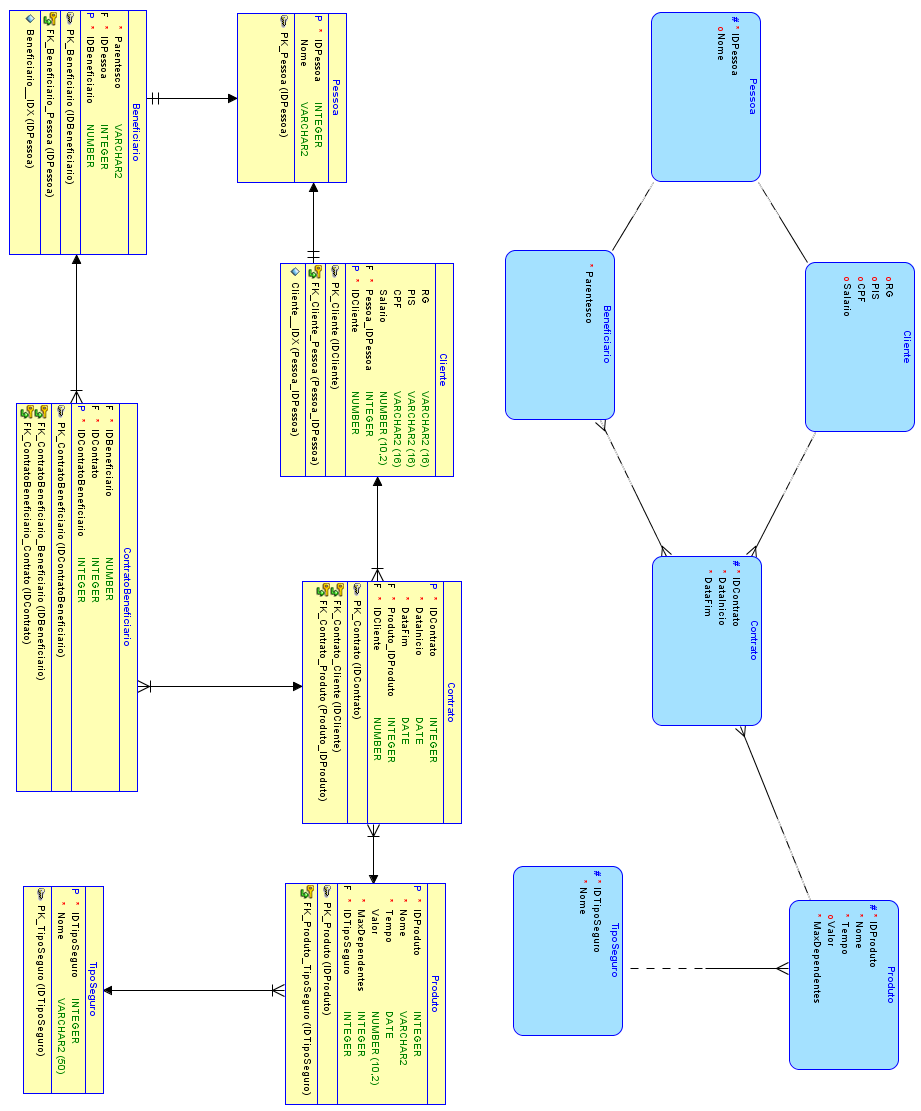 Pessoa
# * IDPessoa
o Nome
Cliente
o RG
o PIS
o CPF
o Salario
Beneficiario
* Parentesco
Contrato
# * IDContrato
* DataInicio
* DataFim
Produto
# * IDProduto
* Nome
* Tempo
o Valor
* MaxDependentes
TipoSeguro
# * IDTipoSeguro
* Nome
Pessoa
P * IDPessoa INTEGER
Nome VARCHAR2
PK_Pessoa (IDPessoa)
Cliente
RG VARCHAR2 (16)
PIS VARCHAR2 (16)
CPF VARCHAR2 (16)
Salario NUMBER (10,2)
F * Pessoa_IDPessoa INTEGER
P * IDCliente NUMBER
PK_Cliente (IDCliente)
FK_Cliente_Pessoa (Pessoa_IDPessoa)
Cliente__IDX (Pessoa_IDPessoa)
Contrato
P * IDContrato INTEGER
* DataInicio DATE
* DataFim DATE
F * Produto_IDProduto INTEGER
F * IDCliente NUMBER
PK_Contrato (IDContrato)
FK_Contrato_Cliente (IDCliente)
FK_Contrato_Produto (Produto_IDProduto)
Produto
P * IDProduto INTEGER
* Nome VARCHAR2
* Tempo DATE
Valor NUMBER (10,2)
* MaxDependentes INTEGER
F * IDTipoSeguro INTEGER
PK_Produto (IDProduto)
FK_Produto_TipoSeguro (IDTipoSeguro)
Beneficiario
* Parentesco VARCHAR2
F * IDPessoa INTEGER
P * IDBeneficiario NUMBER
PK_Beneficiario (IDBeneficiario)
FK_Beneficiario_Pessoa (IDPessoa)
Beneficiario__IDX (IDPessoa)
ContratoBeneficiario
F * IDBeneficiario NUMBER
F * IDContrato INTEGER
P * IDContratoBeneficiario INTEGER
PK_ContratoBeneficiario (IDContratoBeneficiario)
FK_ContratoBeneficiario_Beneficiario (IDBeneficiario)
FK_ContratoBeneficiario_Contrato (IDContrato)
TipoSeguro
P * IDTipoSeguro INTEGER
* Nome VARCHAR2 (50)
PK_TipoSeguro (IDTipoSeguro)